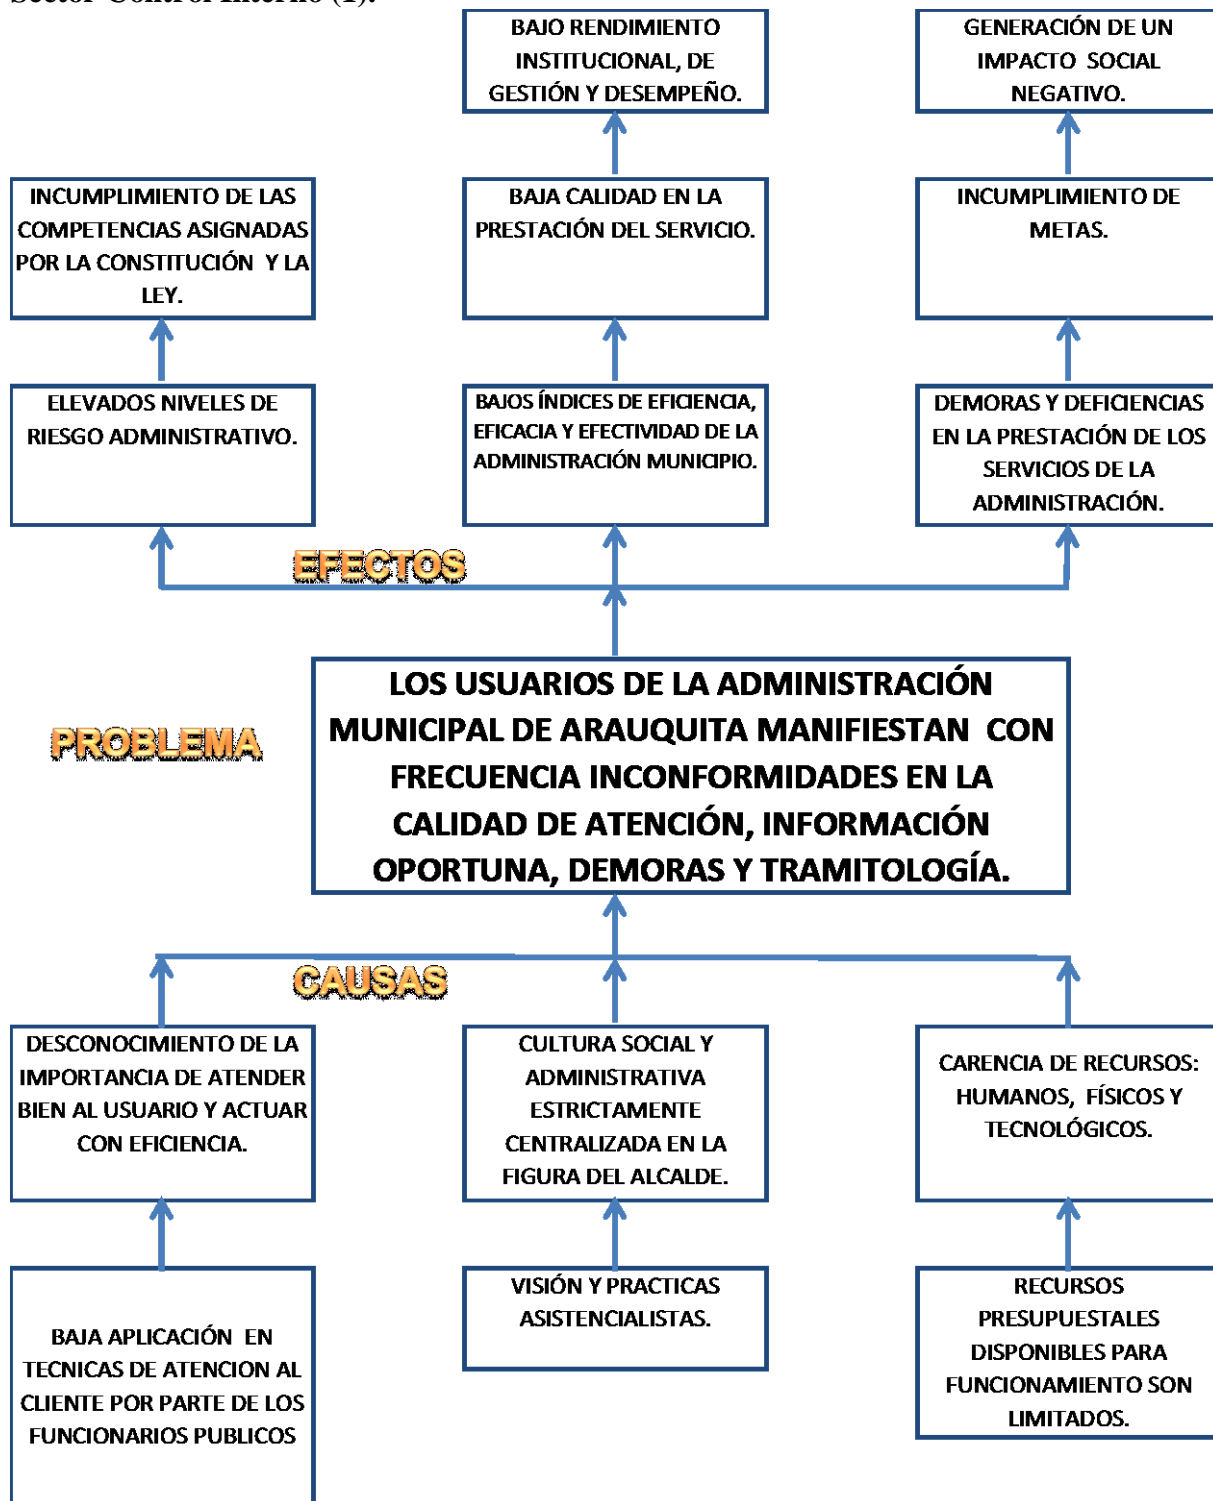 Sector Control Interno (1).
BAJO RENDIMIENTO
INSTITUCIONAL, DE
GESTIÓN Y DESEMPEÑO.
GENERACIÓN DE UN
IMPACTO SOCIAL
NEGATIVO.
INCUMPLIMIENTO DE LAS
COMPETENCIAS ASIGNADAS
POR LA CONSTITUCIÓN Y LA
LEY.
BAJA CALIDAD EN LA
PRESTACIÓN DEL SERVICIO.
INCUMPLIMIENTO DE
METAS.
ELEVADOS NIVELES DE
RIESGO ADMINISTRATIVO.
BAJOS ÍNDICES DE EFICIENCIA,
EFICACIA Y EFECTIVIDAD DE LA
ADMINISTRACIÓN MUNICIPIO.
DEMORAS Y DEFICIENCIAS
EN LA PRESTACIÓN DE LOS
SERVICIOS DE LA
ADMINISTRACIÓN.
EFECTOS
PROBLEMA
LOS USUARIOS DE LA ADMINISTRACIÓN
MUNICIPAL DE ARAUQUITA MANIFIESTAN CON
FRECUENCIA INCONFORMIDADES EN LA
CALIDAD DE ATENCIÓN, INFORMACIÓN
OPORTUNA, DEMORAS Y TRAMITOLOGÍA.
CAUSAS
DESCONOCIMIENTO DE LA
IMPORTANCIA DE ATENDER
BIEN AL USUARIO Y ACTUAR
CON EFICIENCIA.
CULTURA SOCIAL Y
ADMINISTRATIVA
ESTRICTAMENTE
CENTRALIZADA EN LA
FIGURA DEL ALCALDE.
CARENCIA DE RECURSOS:
HUMANOS, FÍSICOS Y
TECNOLÓGICOS.
BAJA APLICACIÓN EN
TECNICAS DE ATENCION AL
CLIENTE POR PARTE DE LOS
FUNCIONARIOS PUBLICOS
VISIÓN Y PRACTICAS
ASISTENCIALISTAS.
RECURSOS
PRESUPUESTALES
DISPONIBLES PARA
FUNCIONAMIENTO SON
LIMITADOS.